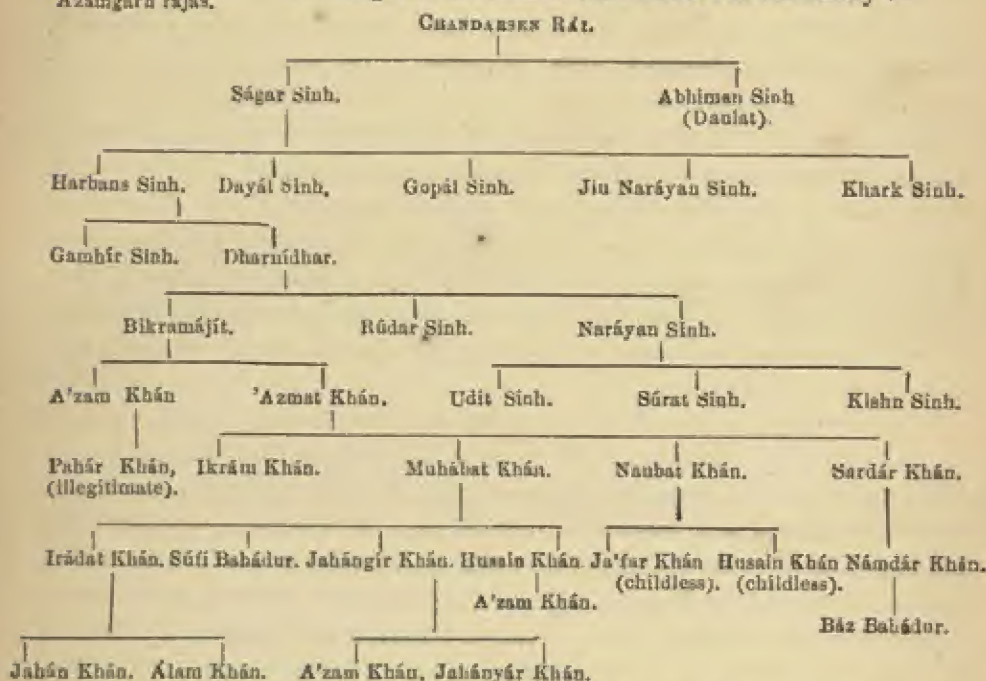 Azamgarh rájas.
CHANDARSEN RÁI.
Ságar Sinh. Abhiman Sinh
(Daulat).
Harbans Sinh. Dayál Sinh, Gopál Sinh. Jiu Naráyan Sinh. Khark Sinh.
Gambhír Sinh. Dharnídhar.
Bikramájít. Rúdar Sinh. Naráyan Sinh.
A'zam Khán 'Azmat Khán. Udit Sinh. Súrat Sinh. Kishn Sinh.
Pahár Khán, Ikrám Khán. Muhábat Khán. Naubat Khán. Sardár Khán.
(illegitimate).
Irádat Khán. Súfi Bahádur. Jahángír Khán. Husain Khán. Ja'far Khán Husain Khán Námdár Khán.
(childless). (childless).
A'zam Khán.
Báz Bahádur.
Jahán Khán. Álam Khán. A'zam Khán, Jahányár Khán.